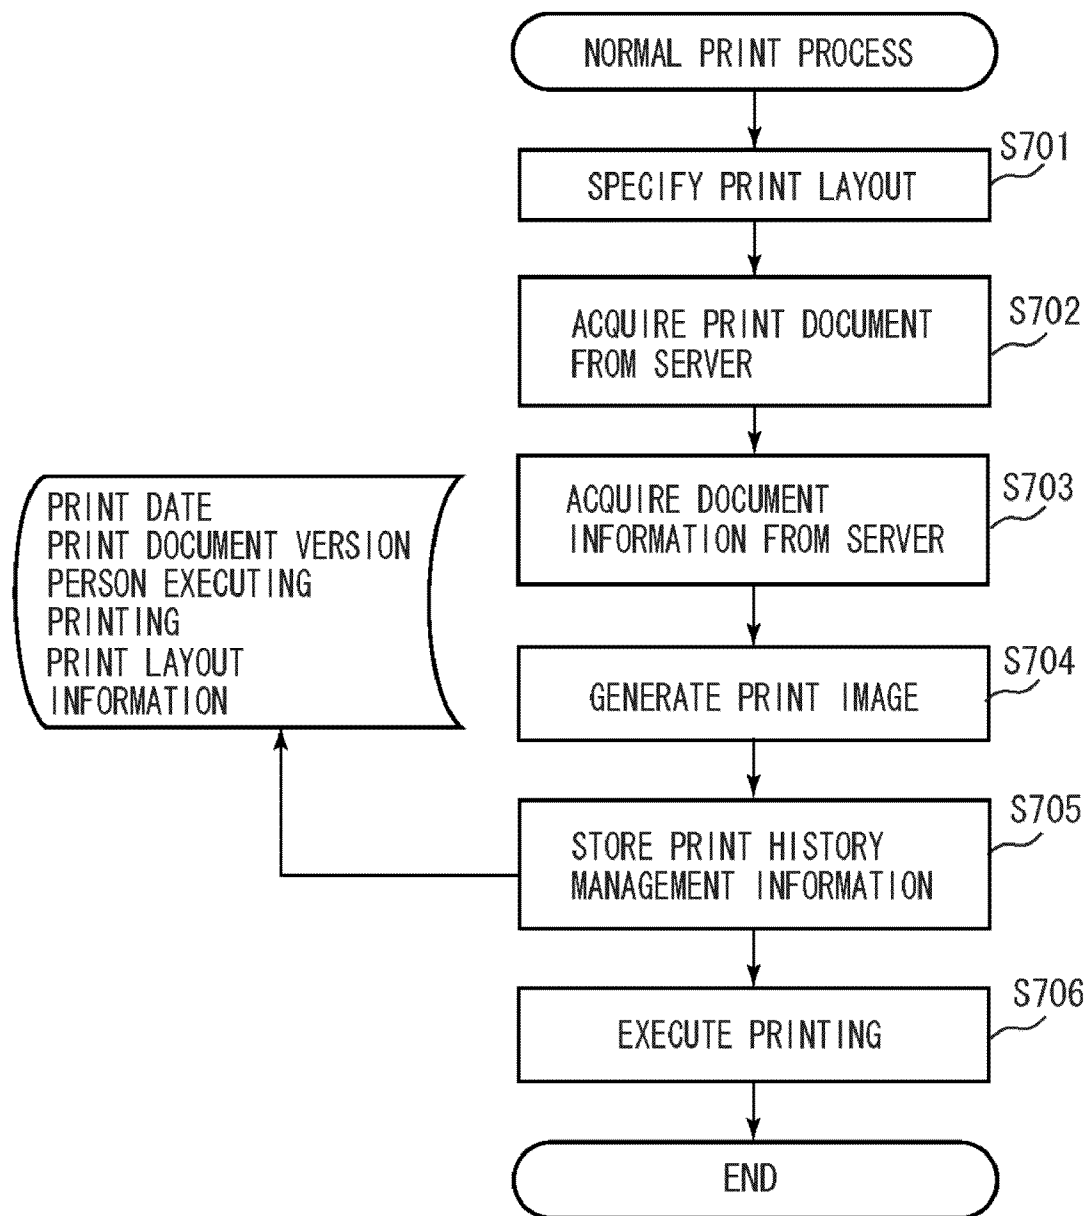 NORMAL PRINT PROCESS
S701
SPECIFY PRINT LAYOUT
S702
ACQUIRE PRINT DOCUMENT
FROM SERVER
S703
ACQUIRE DOCUMENT
INFORMATION FROM SERVER
PRINT DATE
PRINT DOCUMENT VERSION
PERSON EXECUTING
PRINTING
PRINT LAYOUT
INFORMATION
S704
GENERATE PRINT IMAGE
S705
STORE PRINT HISTORY
MANAGEMENT INFORMATION
S706
EXECUTE PRINTING
END